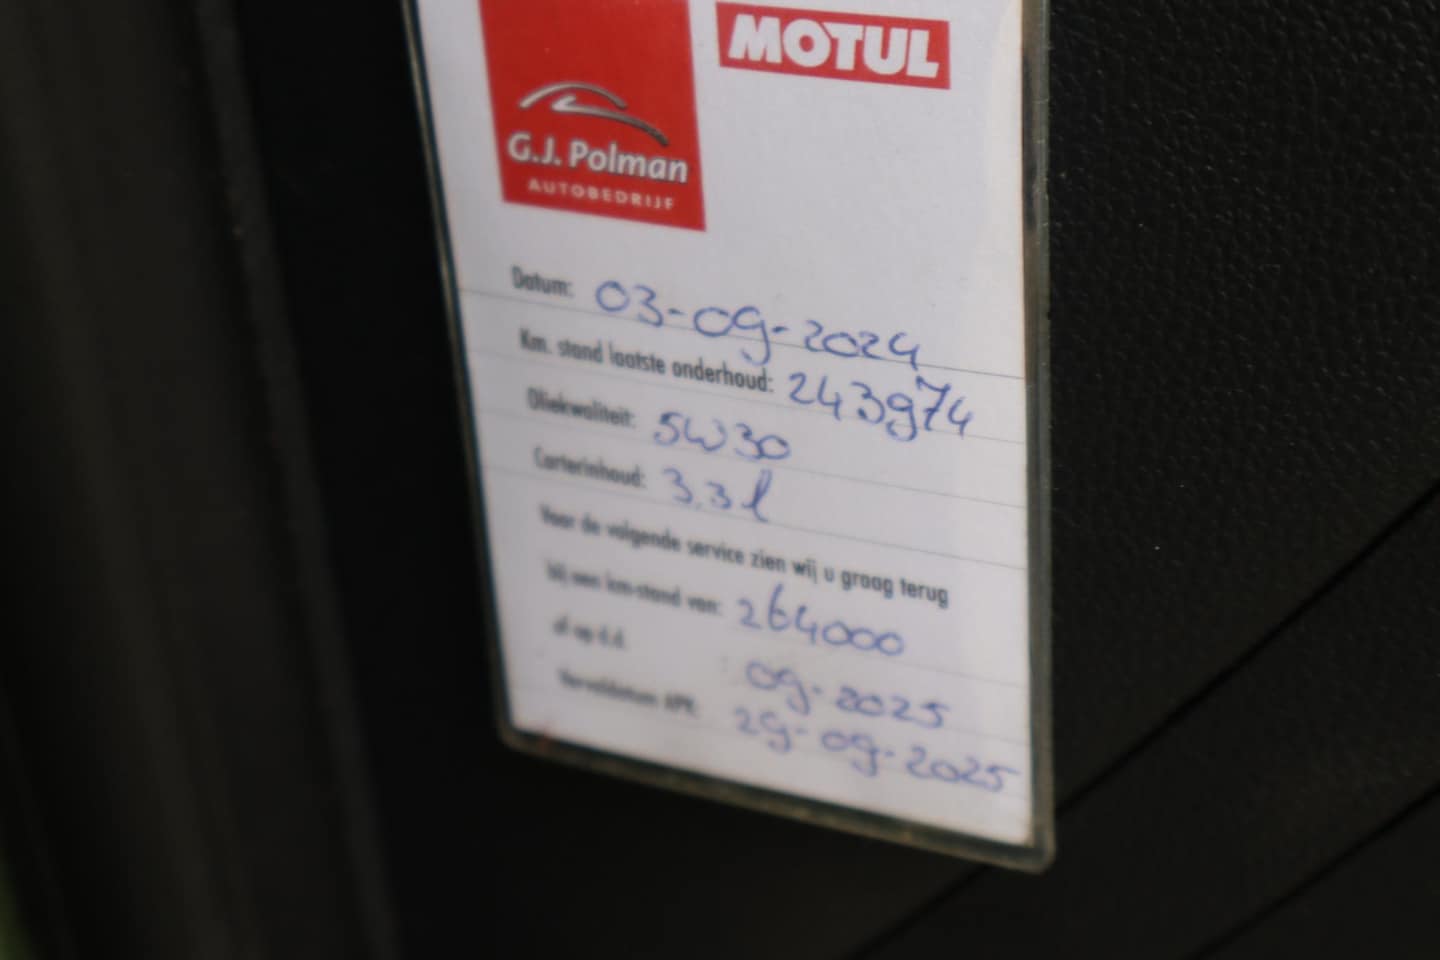 MOTUL
G.J. Polman
AUTOBEDRIJF
Datum: 03-09-2024
Km. stand laatste onderhoud: 243974
Oliekwaliteit: 5W30
Carterinhoud: 3.3l
Voor de volgende service zien wij u graag terug
bij een km-stand van: 264000
of op d.d. 09-2025
Vervaldatum APK: 29-09-2025